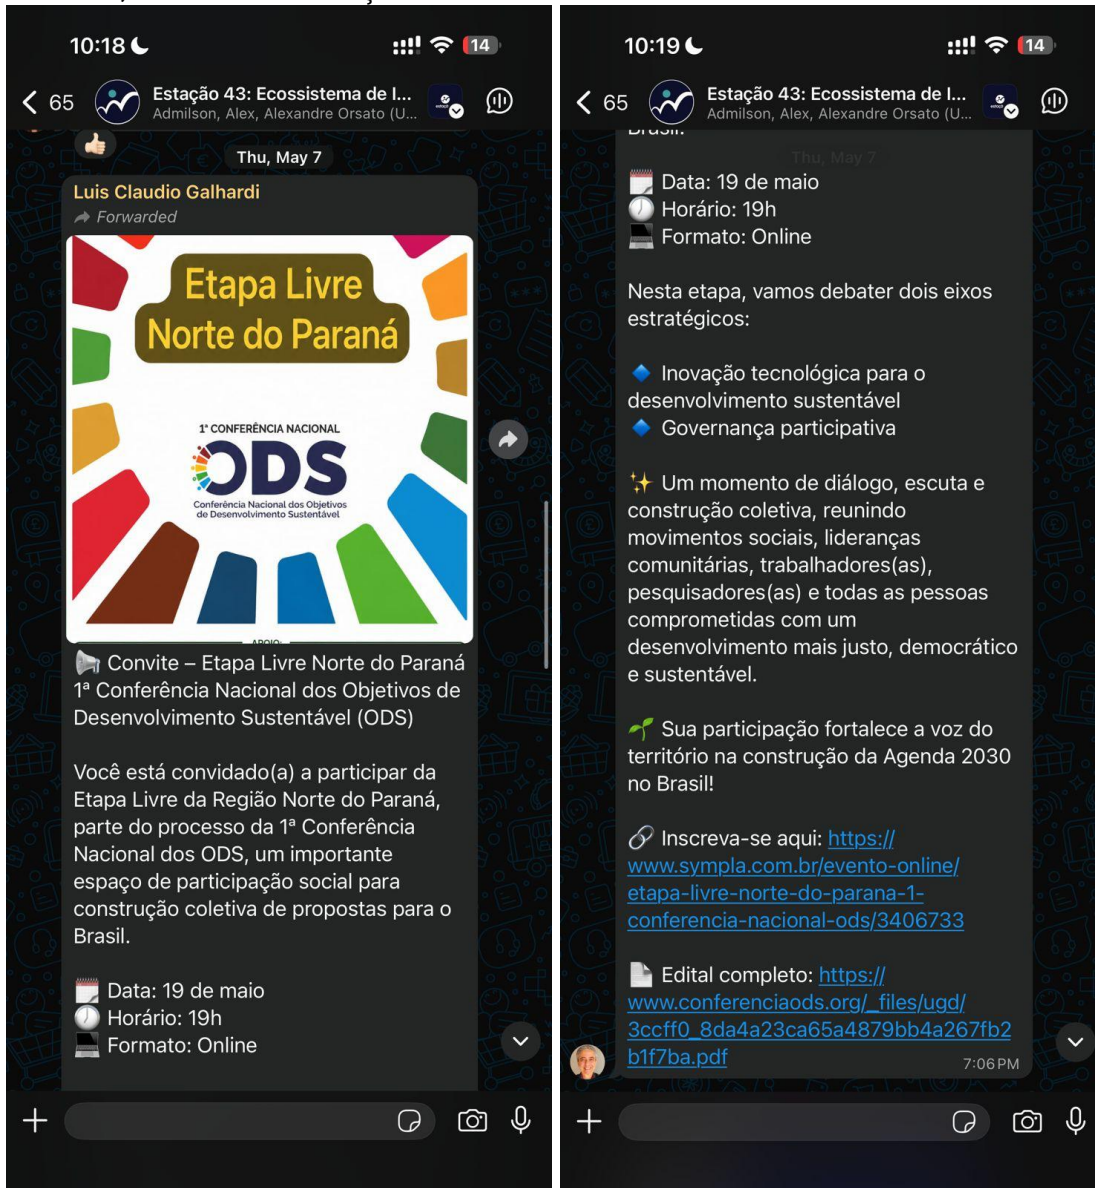 10:18
14
65
Estação 43: Ecossistema de I...
Admilson, Alex, Alexandre Orsato (U...
Thu, May 7
Luis Claudio Galhardi
Forwarded
Etapa Livre
Norte do Paraná
1ª CONFERÊNCIA NACIONAL
ODS
Conferência Nacional dos Objetivos
de Desenvolvimento Sustentável
APOIO:
Convite – Etapa Livre Norte do Paraná
1ª Conferência Nacional dos Objetivos de
Desenvolvimento Sustentável (ODS)
Você está convidado(a) a participar da
Etapa Livre da Região Norte do Paraná,
parte do processo da 1ª Conferência
Nacional dos ODS, um importante
espaço de participação social para
construção coletiva de propostas para o
Brasil.
Data: 19 de maio
Horário: 19h
Formato: Online
10:19
14
65
Estação 43: Ecossistema de I...
Admilson, Alex, Alexandre Orsato (U...
Brasil.
Thu, May 7
Data: 19 de maio
Horário: 19h
Formato: Online
Nesta etapa, vamos debater dois eixos
estratégicos:
Inovação tecnológica para o
desenvolvimento sustentável
Governança participativa
Um momento de diálogo, escuta e
construção coletiva, reunindo
movimentos sociais, lideranças
comunitárias, trabalhadores(as),
pesquisadores(as) e todas as pessoas
comprometidas com um
desenvolvimento mais justo, democrático
e sustentável.
Sua participação fortalece a voz do
território na construção da Agenda 2030
no Brasil!
Inscreva-se aqui: https://
www.sympla.com.br/evento-online/
etapa-livre-norte-do-parana-1-
conferencia-nacional-ods/3406733
Edital completo: https://
www.conferenciaods.org/_files/ugd/
3ccff0_8da4a23ca65a4879bb4a267fb2
b1f7ba.pdf
7:06 PM